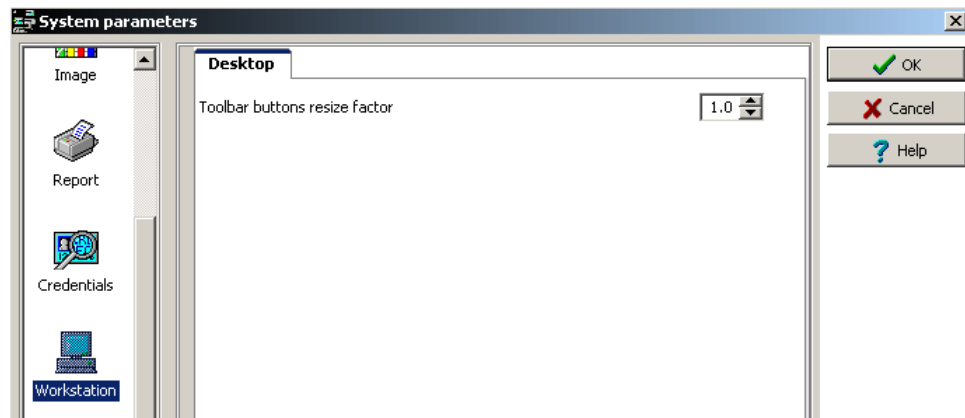 System parameters
Image
Report
Credentials
Workstation
Desktop
Toolbar buttons resize factor 1.0
OK
Cancel
Help